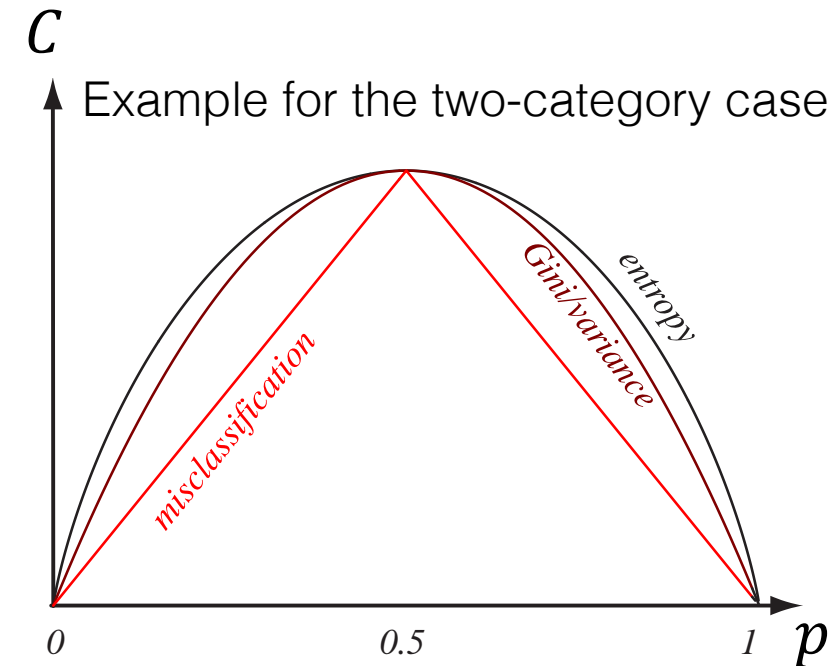 C
Example for the two-category case
entropy
Gini/variance
misclassification
0
0.5
1
p